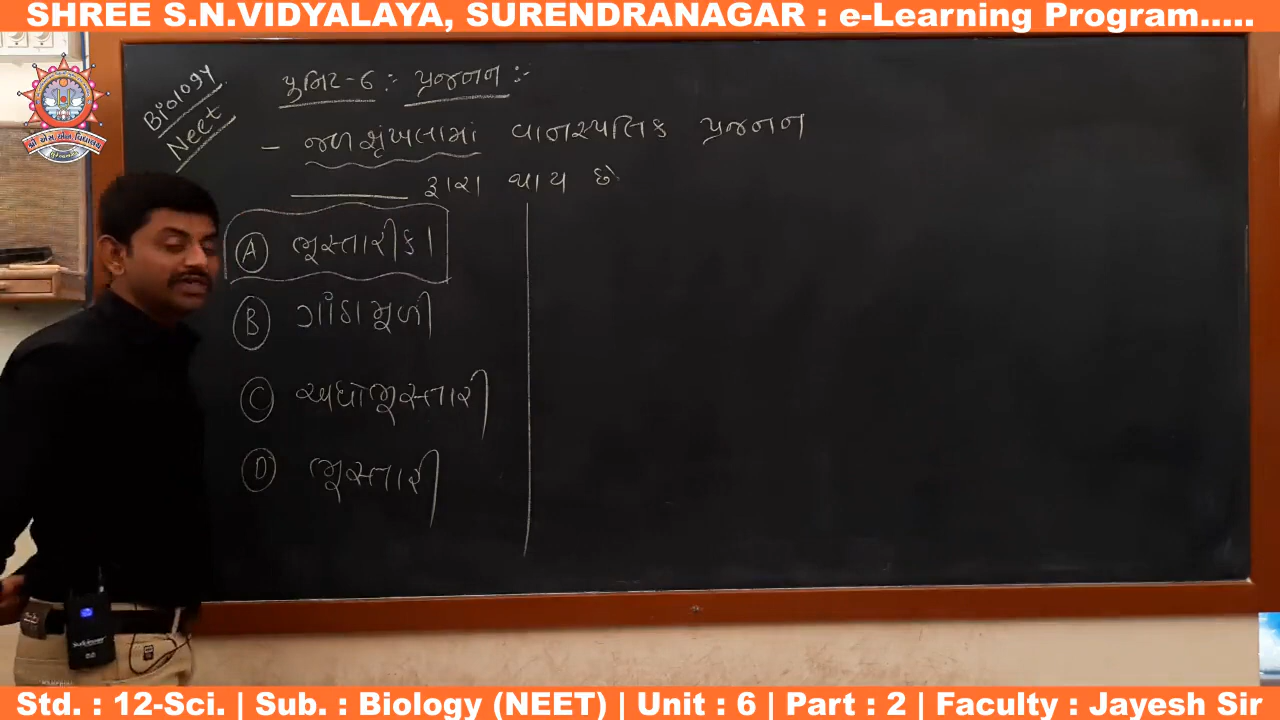 SHREE S.N.VIDYALAYA, SURENDRANAGAR : e-Learning Program.....
Biology
Neet
યુનિટ-6 :- પ્રજનન :-
- જળશૃંખલામાં વાનસ્પતિક પ્રજનન
______ દ્વારા થાય છે
(A) ભૂસ્તારીકા
(B) ગાંઠામૂળી
(C) અધોભૂસ્તારી
(D) ભૂસ્તારી
Std. : 12-Sci. | Sub. : Biology (NEET) | Unit : 6 | Part : 2 | Faculty : Jayesh Sir